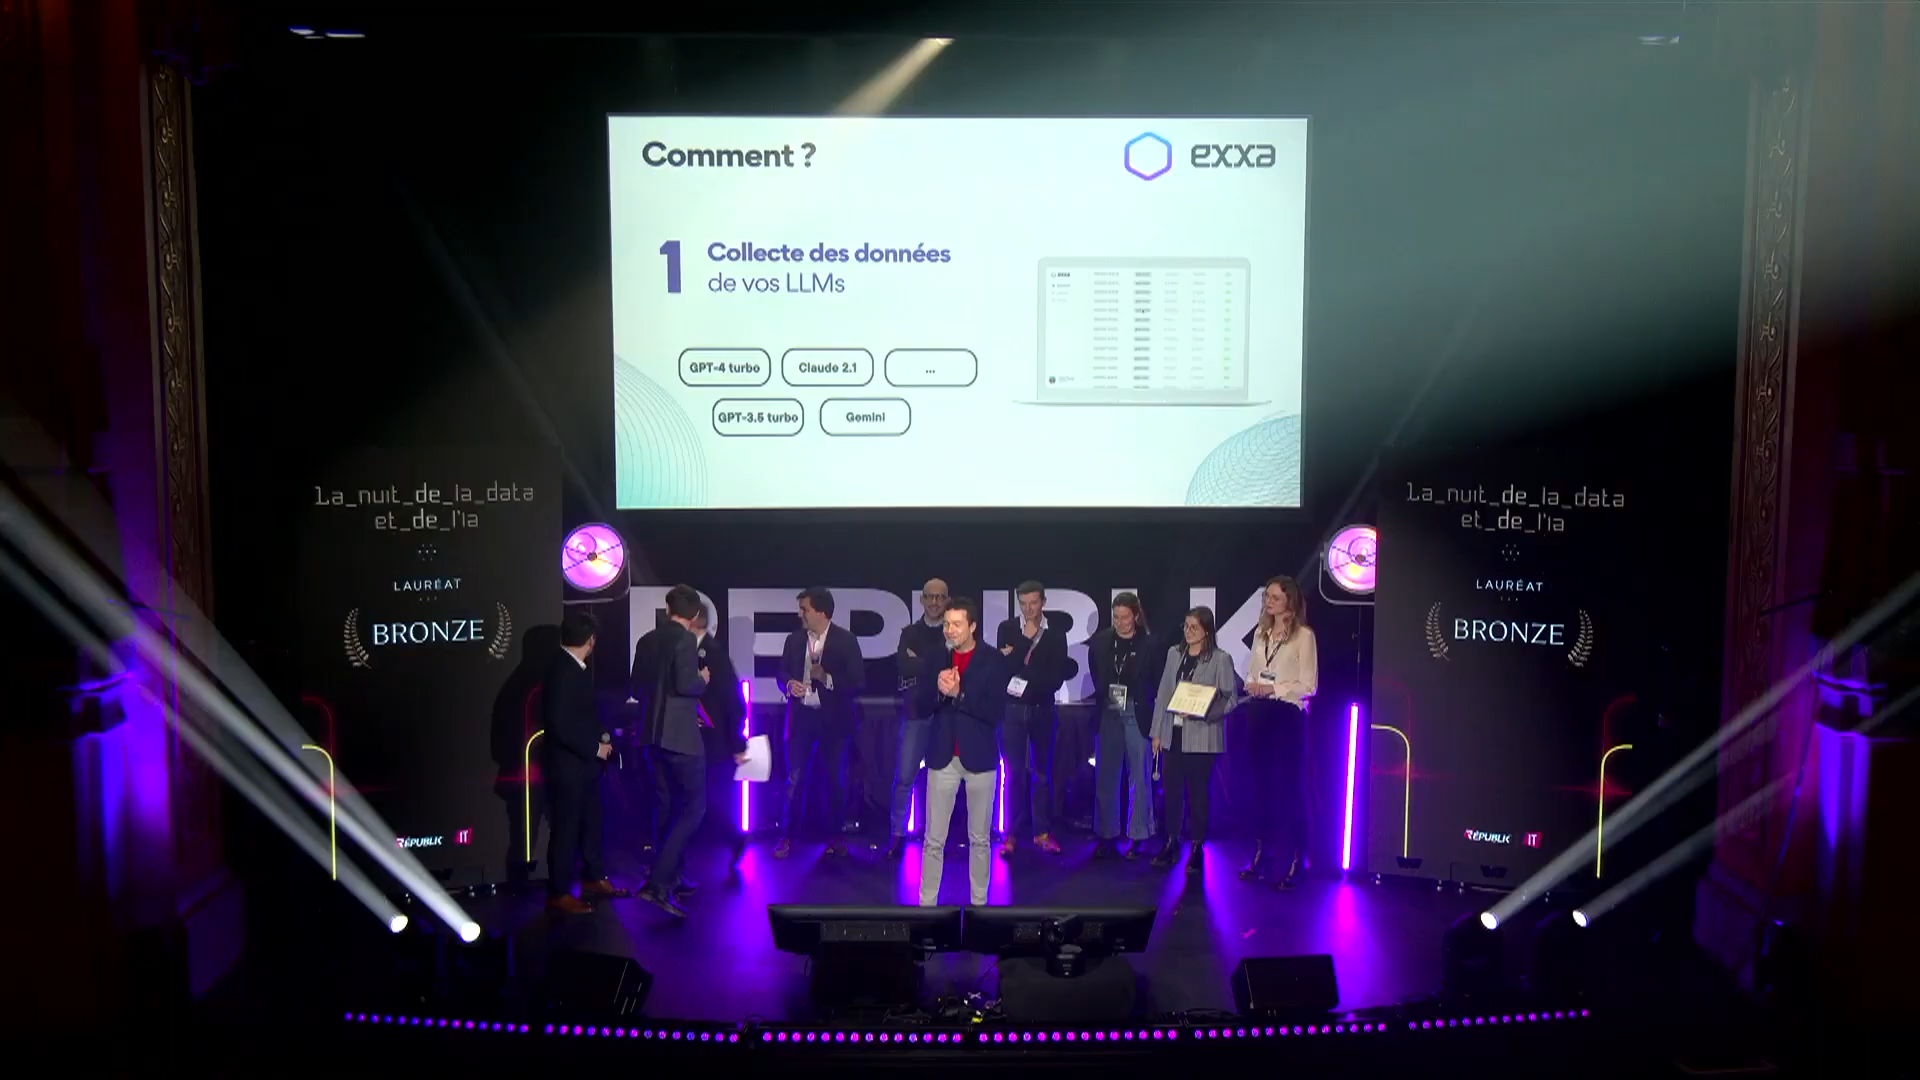 Comment ?
exxa
1 Collecte des données
de vos LLMs
GPT-4 turbo
Claude 2.1
...
GPT-3.5 turbo
Gemini
la_nuit_de_la_data
et_de_l'ia
LAURÉAT
BRONZE
RÉPUBLIK IT
REPUBLIK
la_nuit_de_la_data
et_de_l'ia
LAURÉAT
BRONZE
RÉPUBLIK IT